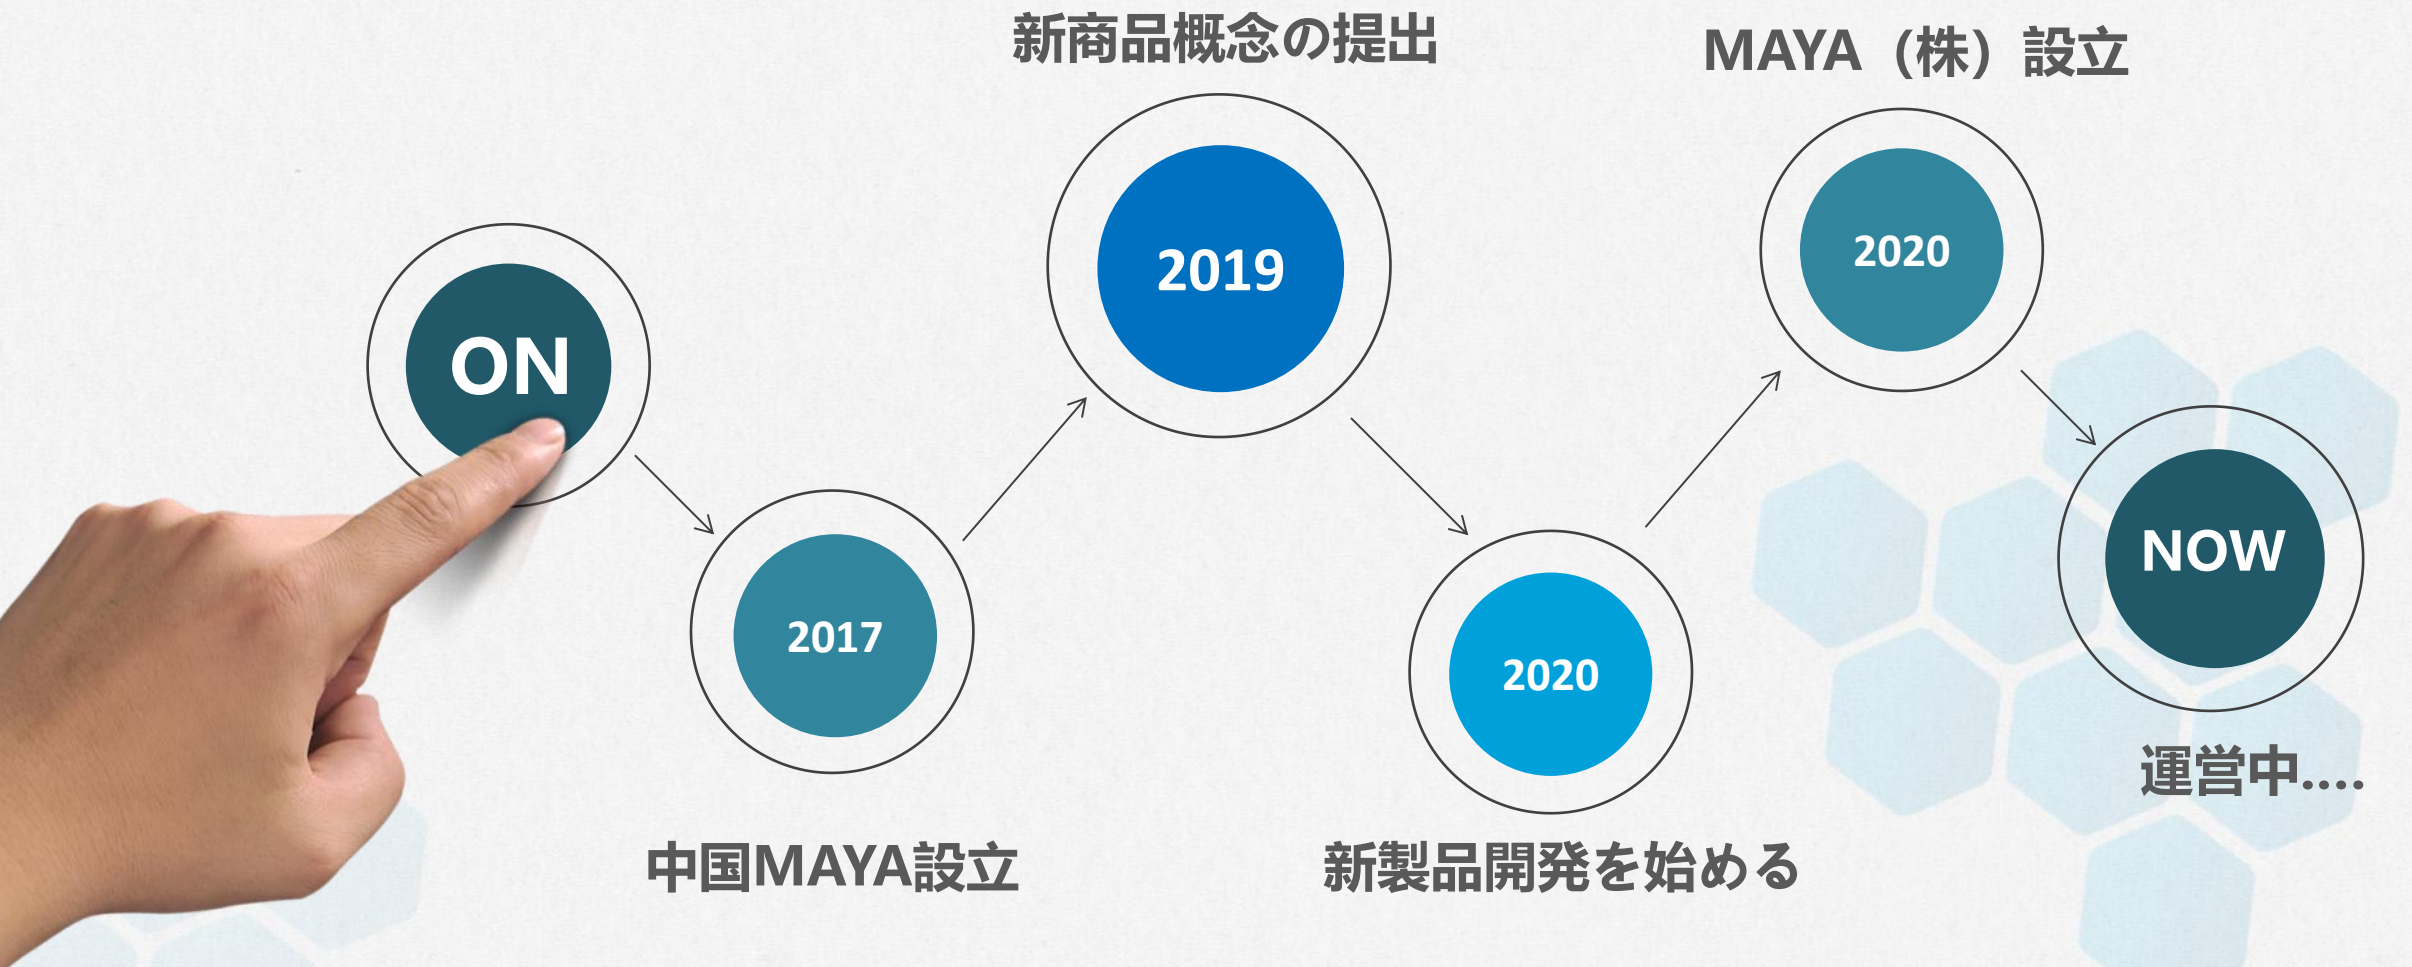 新商品概念の提出
MAYA（株）設立
ON
2019
2020
2017
2020
NOW
運営中....
中国MAYA設立
新製品開発を始める